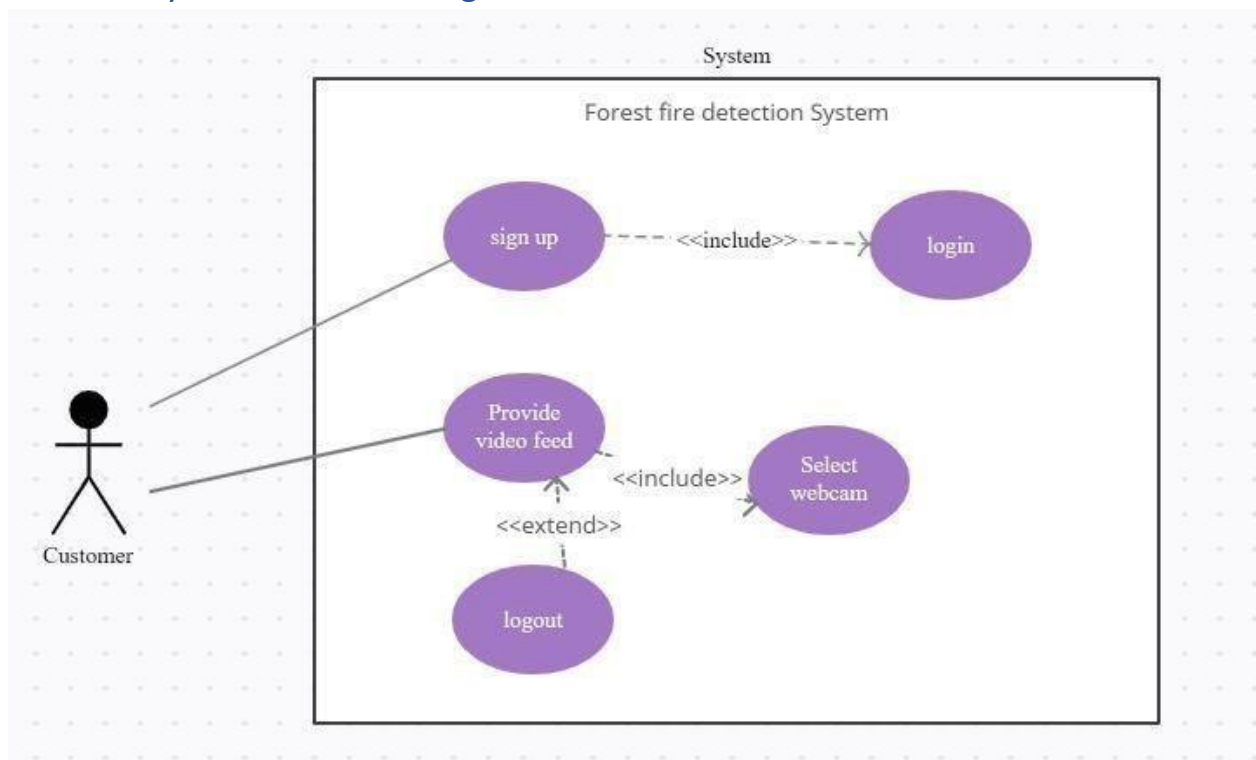 System
Forest fire detection System
sign up
<<include>>
login
Provide
video feed
<<include>>
Select
webcam
<<extend>>
logout
Customer